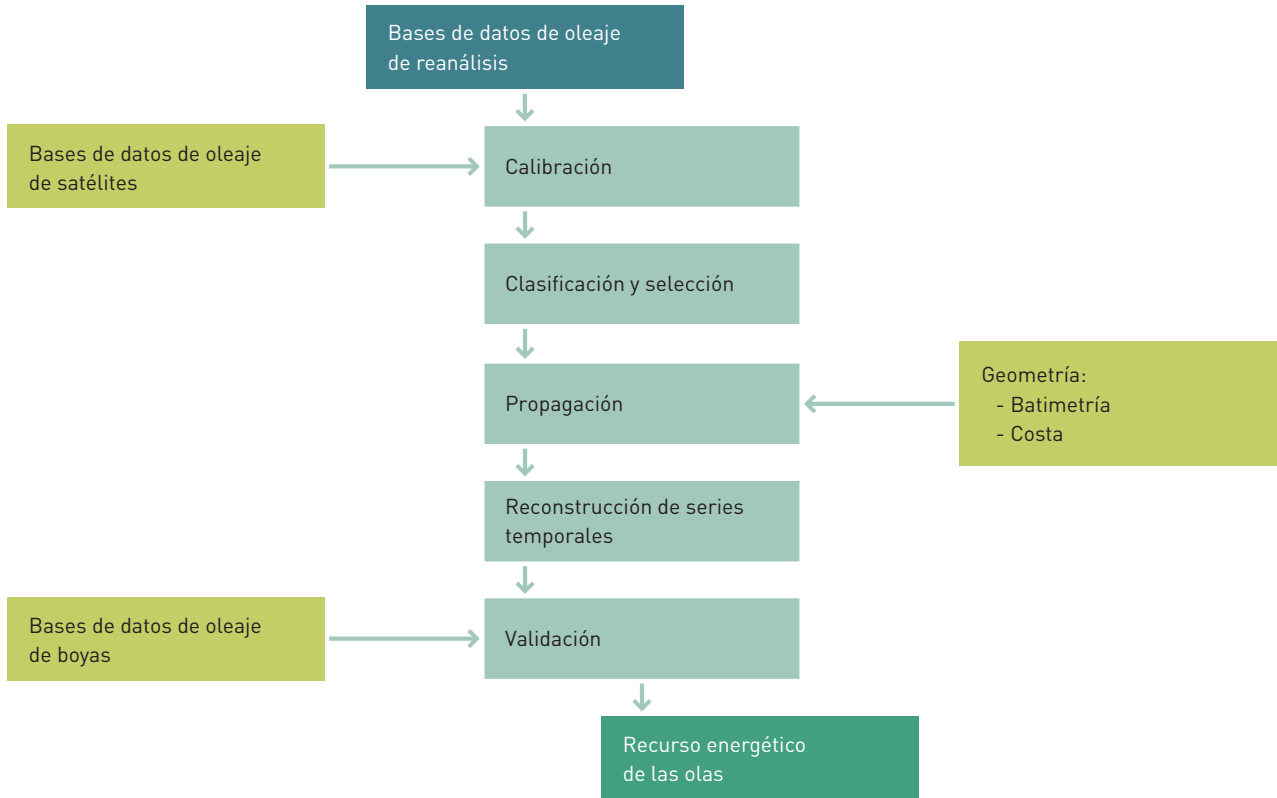 Bases de datos de oleaje
de reanálisis
Bases de datos de oleaje
de satélites
Calibración
Clasificación y selección
Propagación
Geometría:
- Batimetría
- Costa
Reconstrucción de series
temporales
Bases de datos de oleaje
de boyas
Validación
Recurso energético
de las olas